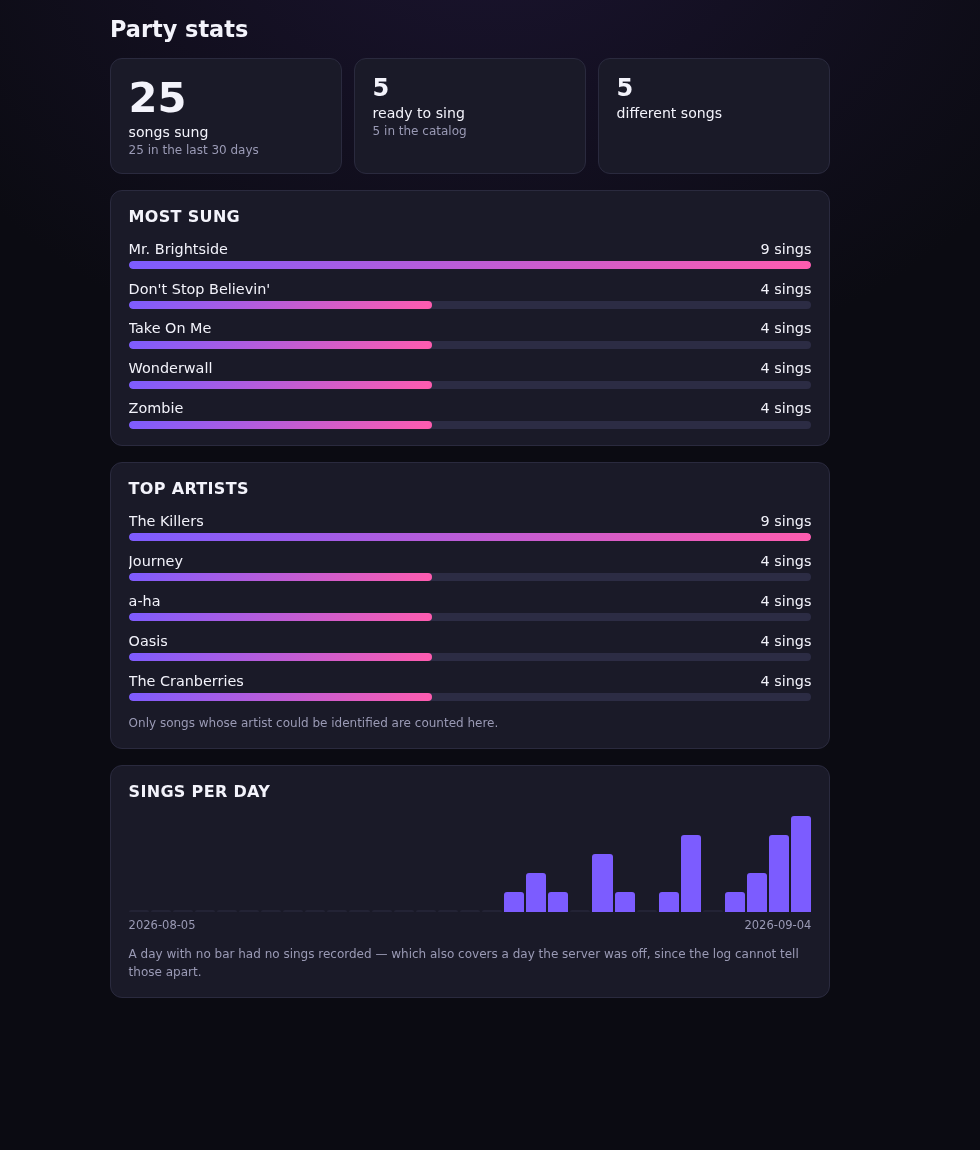 Party stats
25
songs sung
25 in the last 30 days
5
ready to sing
5 in the catalog
5
different songs
MOST SUNG
Mr. Brightside 9 sings
Don't Stop Believin' 4 sings
Take On Me 4 sings
Wonderwall 4 sings
Zombie 4 sings
TOP ARTISTS
The Killers 9 sings
Journey 4 sings
a-ha 4 sings
Oasis 4 sings
The Cranberries 4 sings
Only songs whose artist could be identified are counted here.
SINGS PER DAY
2026-08-05 2026-09-04
A day with no bar had no sings recorded — which also covers a day the server was off, since the log cannot tell
those apart.